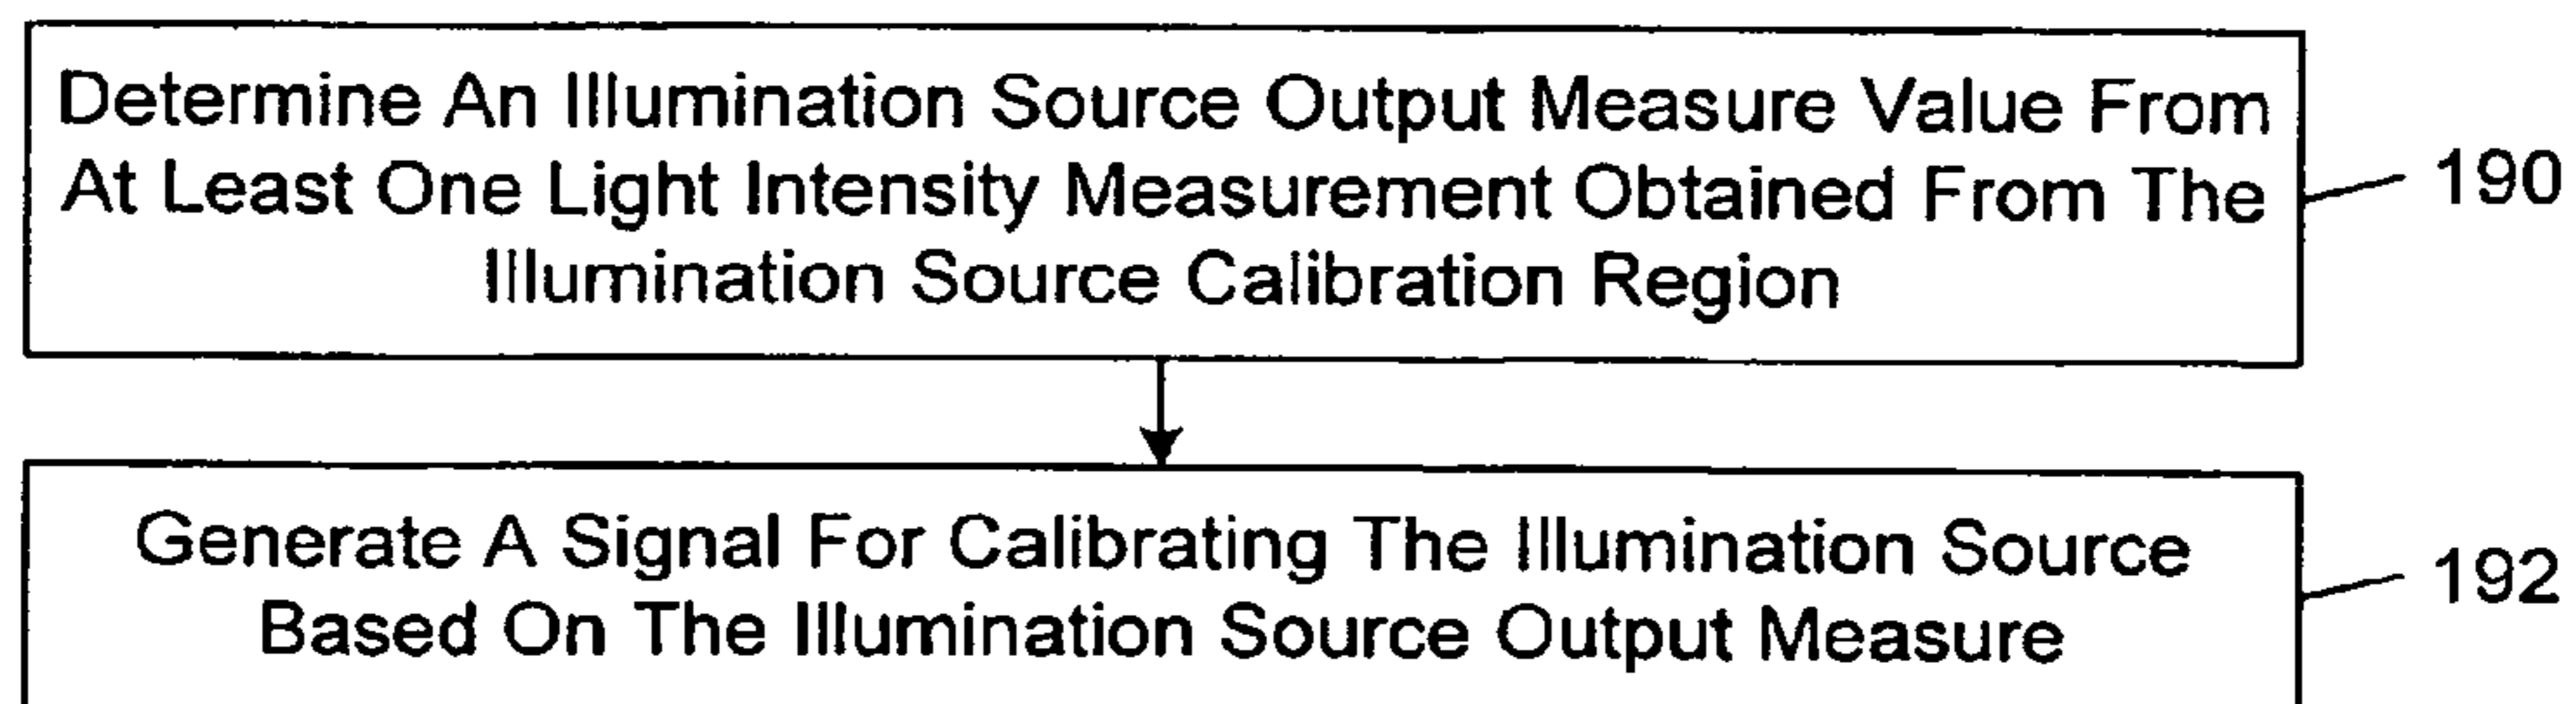 Determine An Illumination Source Output Measure Value From
At Least One Light Intensity Measurement Obtained From The
Illumination Source Calibration Region
190
Generate A Signal For Calibrating The Illumination Source
Based On The Illumination Source Output Measure
192